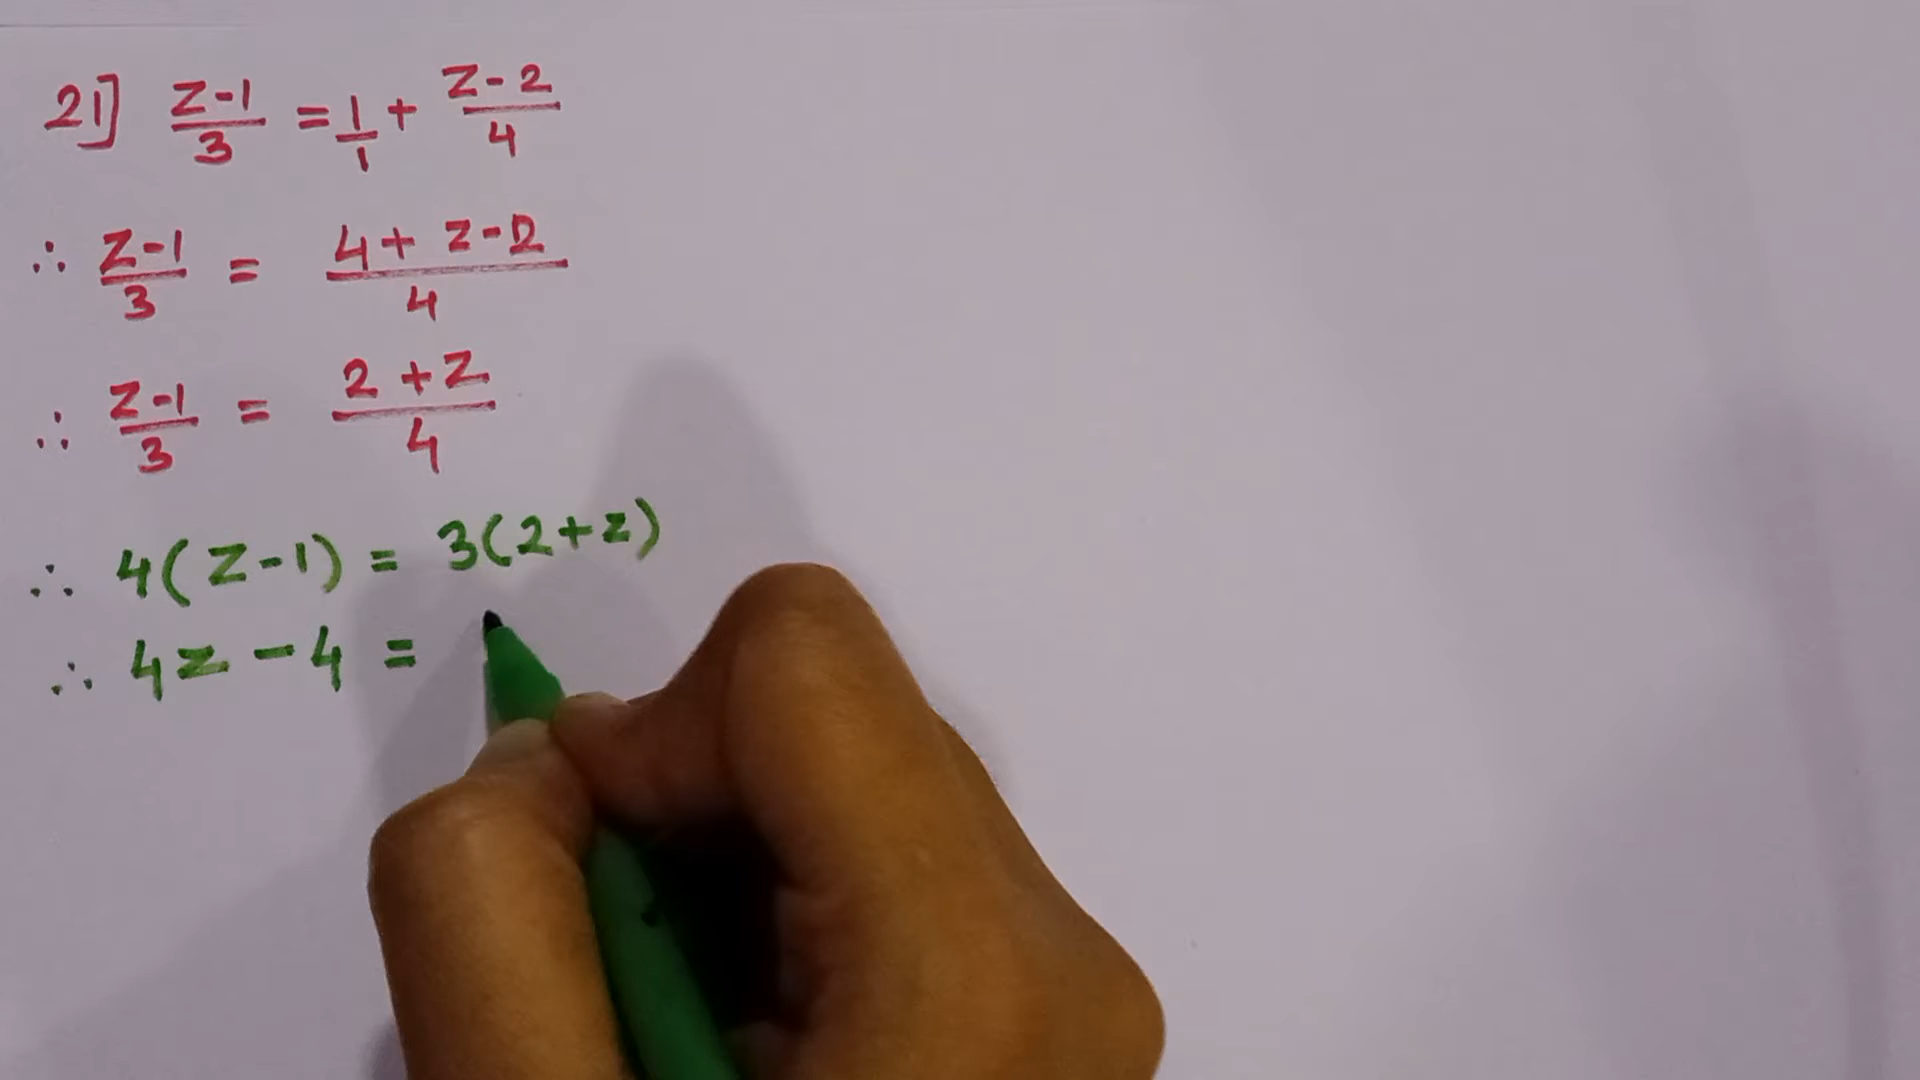 21] z-1/3 = 1/1 + z-2/4
∴ z-1/3 = 4+ z-2/4
∴ z-1/3 = 2+z/4
∴ 4(z-1) = 3(2+z)
∴ 4z - 4 =